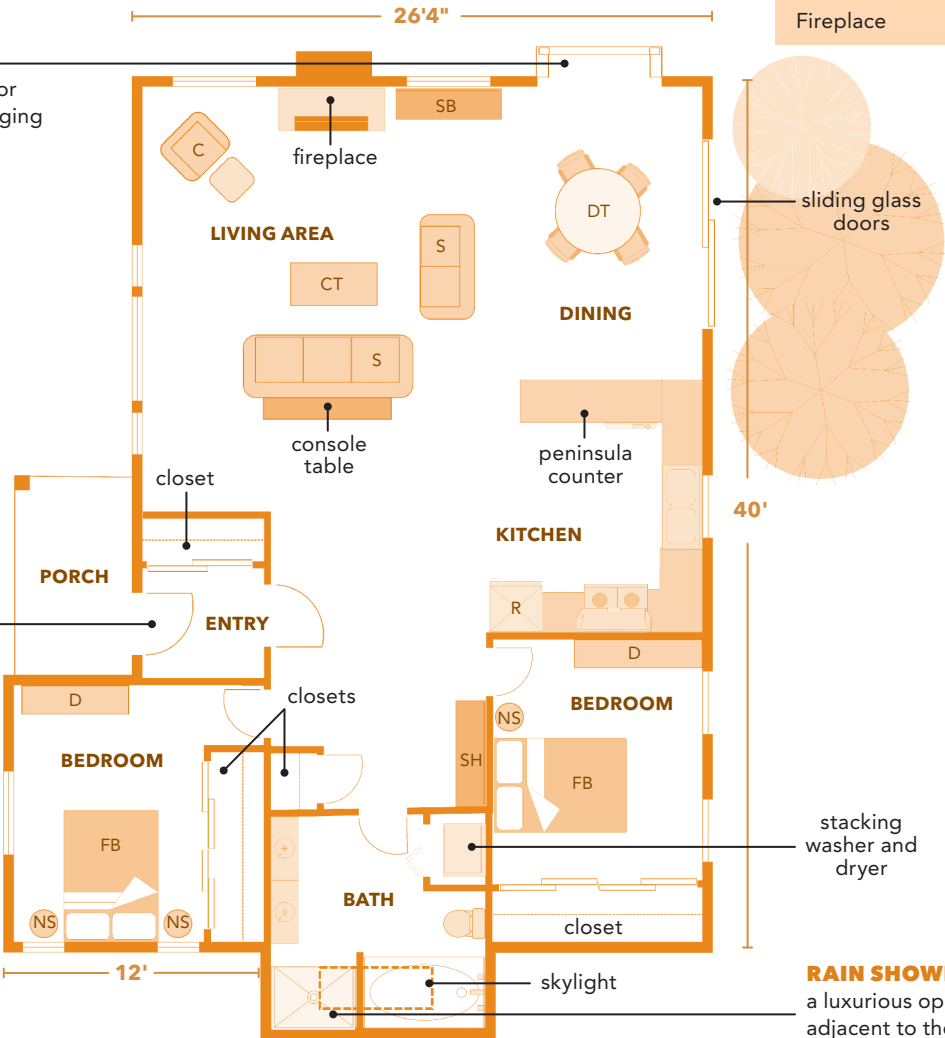 26'4"
Fireplace
or
ging
SB
C
fireplace
sliding glass
doors
DT
LIVING AREA
S
CT
DINING
S
console
table
peninsula
counter
closet
40'
KITCHEN
PORCH
R
ENTRY
D
closets
D
BEDROOM
NS
BEDROOM
SH
FB
FB
stacking
washer and
dryer
BATH
NS
NS
closet
12'
skylight
RAIN SHOW
a luxurious op
adjacent to the